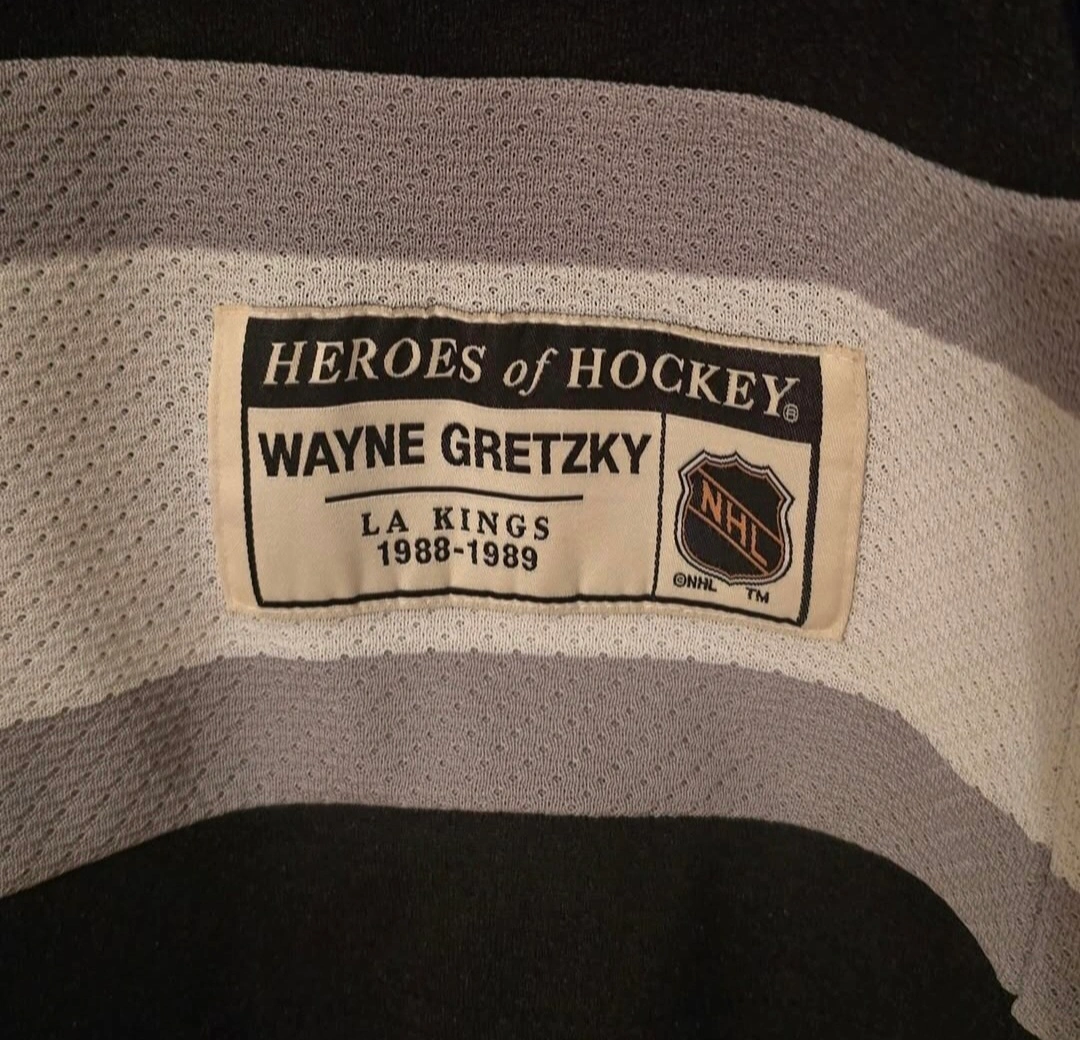 HEROES of HOCKEY®
WAYNE GRETZKY
LA KINGS
1988-1989
NHL
©NHL TM